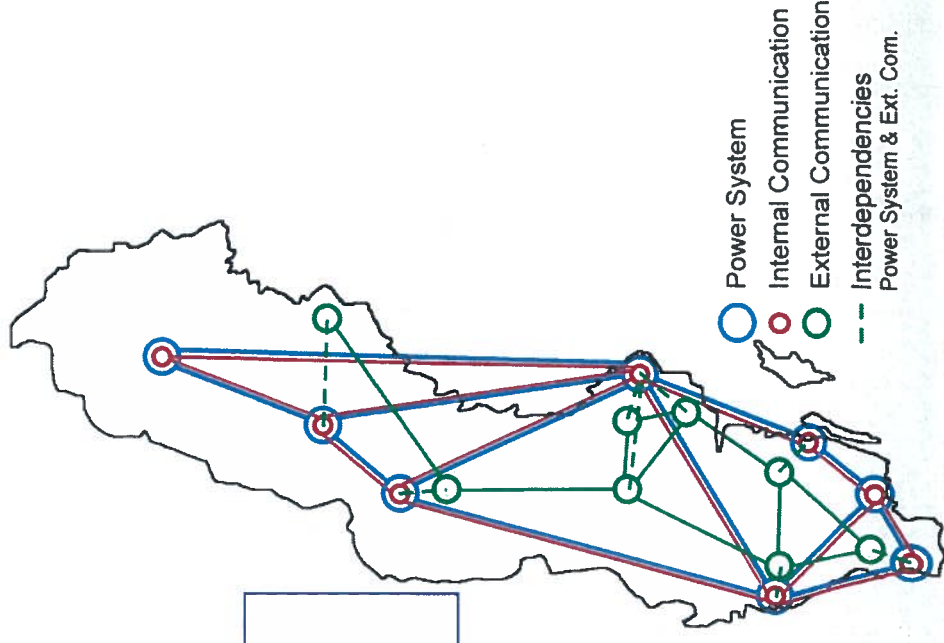 Power System
Internal Communication
External Communication
Interdependencies
Power System & Ext. Com.